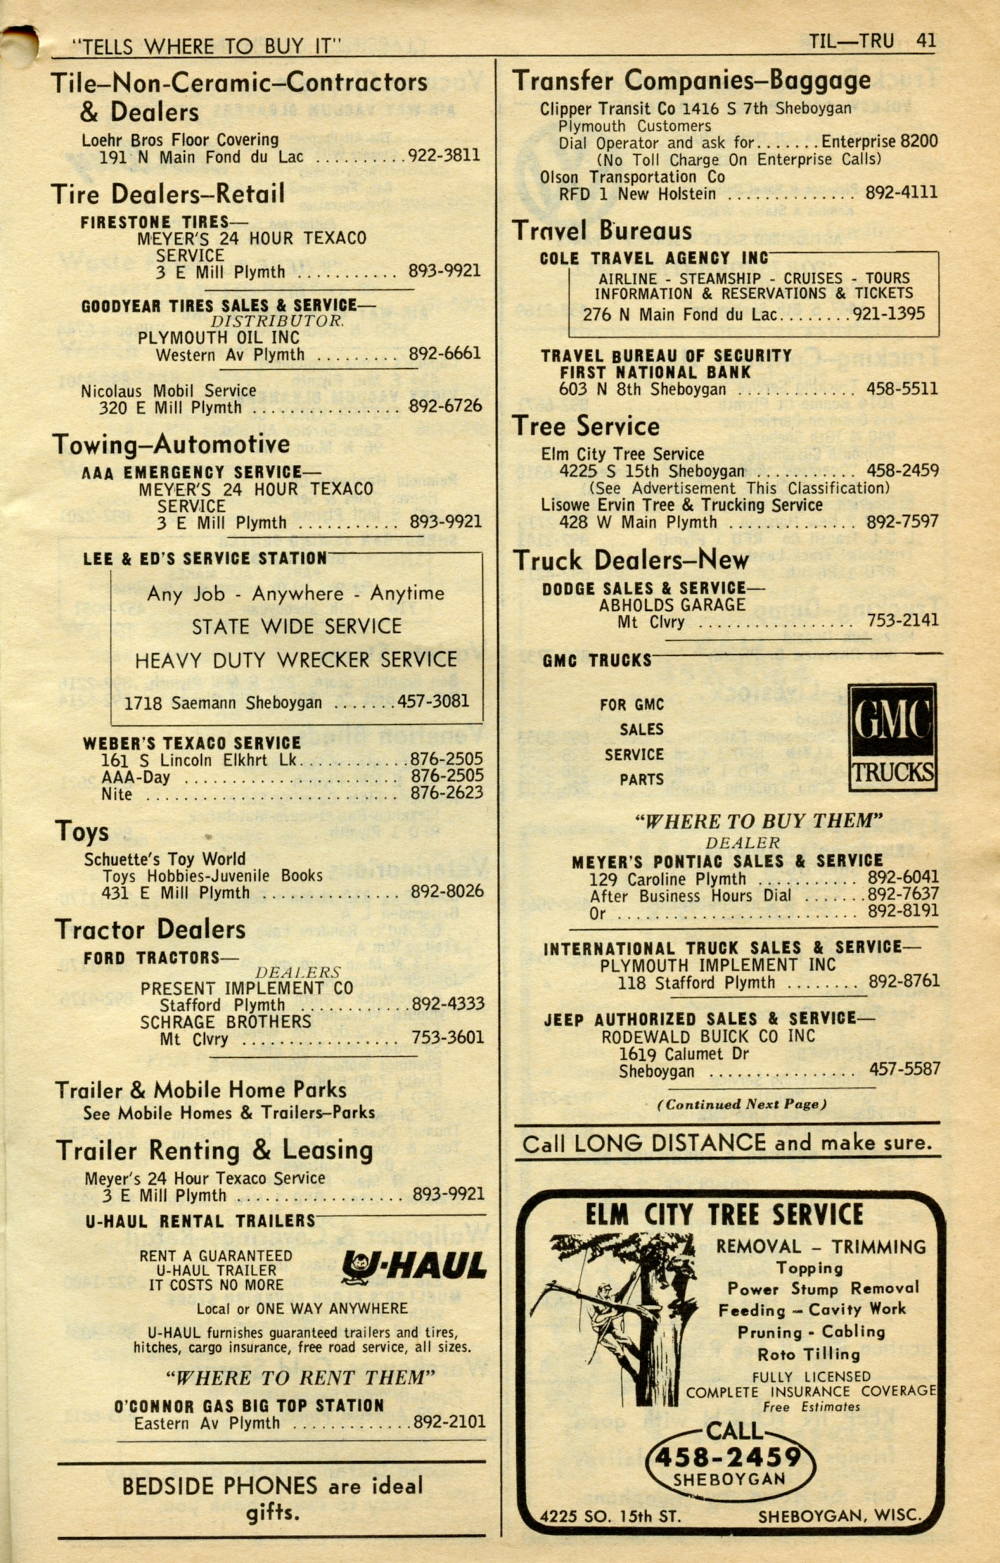 "TELLS WHERE TO BUY IT"
TIL—TRU 41
Tile–Non-Ceramic–Contractors
& Dealers
Loehr Bros Floor Covering
191 N Main Fond du Lac ..........922-3811
Tire Dealers–Retail
FIRESTONE TIRES—
MEYER'S 24 HOUR TEXACO
SERVICE
3 E Mill Plymth ........... 893-9921
GOODYEAR TIRES SALES & SERVICE—
DISTRIBUTOR.
PLYMOUTH OIL INC
Western Av Plymth ......... 892-6661
Nicolaus Mobil Service
320 E Mill Plymth ............... 892-6726
Towing–Automotive
AAA EMERGENCY SERVICE—
MEYER'S 24 HOUR TEXACO
SERVICE
3 E Mill Plymth ........... 893-9921
LEE & ED'S SERVICE STATION
Any Job - Anywhere - Anytime
STATE WIDE SERVICE
HEAVY DUTY WRECKER SERVICE
1718 Saemann Sheboygan .......457-3081
WEBER'S TEXACO SERVICE
161 S Lincoln Elkhrt Lk............876-2505
AAA-Day ...................... 876-2505
Nite .......................... 876-2623
Toys
Schuette's Toy World
Toys Hobbies-Juvenile Books
431 E Mill Plymth ............... 892-8026
Tractor Dealers
FORD TRACTORS—
DEALERS
PRESENT IMPLEMENT CO
Stafford Plymth ............892-4333
SCHRAGE BROTHERS
Mt Clvry ................ 753-3601
Trailer & Mobile Home Parks
See Mobile Homes & Trailers–Parks
Trailer Renting & Leasing
Meyer's 24 Hour Texaco Service
3 E Mill Plymth ................. 893-9921
U-HAUL RENTAL TRAILERS
RENT A GUARANTEED
U-HAUL TRAILER
IT COSTS NO MORE
U-HAUL
Local or ONE WAY ANYWHERE
U-HAUL furnishes guaranteed trailers and tires,
hitches, cargo insurance, free road service, all sizes.
"WHERE TO RENT THEM"
O'CONNOR GAS BIG TOP STATION
Eastern Av Plymth .............892-2101
BEDSIDE PHONES are ideal
gifts.
Transfer Companies–Baggage
Clipper Transit Co 1416 S 7th Sheboygan
Plymouth Customers
Dial Operator and ask for.......Enterprise 8200
(No Toll Charge On Enterprise Calls)
Olson Transportation Co
RFD 1 New Holstein .............. 892-4111
Travel Bureaus
COLE TRAVEL AGENCY INC
AIRLINE - STEAMSHIP - CRUISES - TOURS
INFORMATION & RESERVATIONS & TICKETS
276 N Main Fond du Lac........921-1395
TRAVEL BUREAU OF SECURITY
FIRST NATIONAL BANK
603 N 8th Sheboygan .............. 458-5511
Tree Service
Elm City Tree Service
4225 S 15th Sheboygan ........... 458-2459
(See Advertisement This Classification)
Lisowe Ervin Tree & Trucking Service
428 W Main Plymth .............. 892-7597
Truck Dealers–New
DODGE SALES & SERVICE—
ABHOLDS GARAGE
Mt Clvry ................. 753-2141
GMC TRUCKS
FOR GMC
SALES
SERVICE
PARTS
GMC
TRUCKS
"WHERE TO BUY THEM"
DEALER
MEYER'S PONTIAC SALES & SERVICE
129 Caroline Plymth ........... 892-6041
After Business Hours Dial .......892-7637
Or .......................... 892-8191
INTERNATIONAL TRUCK SALES & SERVICE—
PLYMOUTH IMPLEMENT INC
118 Stafford Plymth ........ 892-8761
JEEP AUTHORIZED SALES & SERVICE—
RODEWALD BUICK CO INC
1619 Calumet Dr
Sheboygan ................ 457-5587
(Continued Next Page)
Call LONG DISTANCE and make sure.
ELM CITY TREE SERVICE
REMOVAL – TRIMMING
Topping
Power Stump Removal
Feeding – Cavity Work
Pruning - Cabling
Roto Tilling
FULLY LICENSED
COMPLETE INSURANCE COVERAGE
Free Estimates
CALL
458-2459
SHEBOYGAN
4225 SO. 15th ST. SHEBOYGAN, WISC.